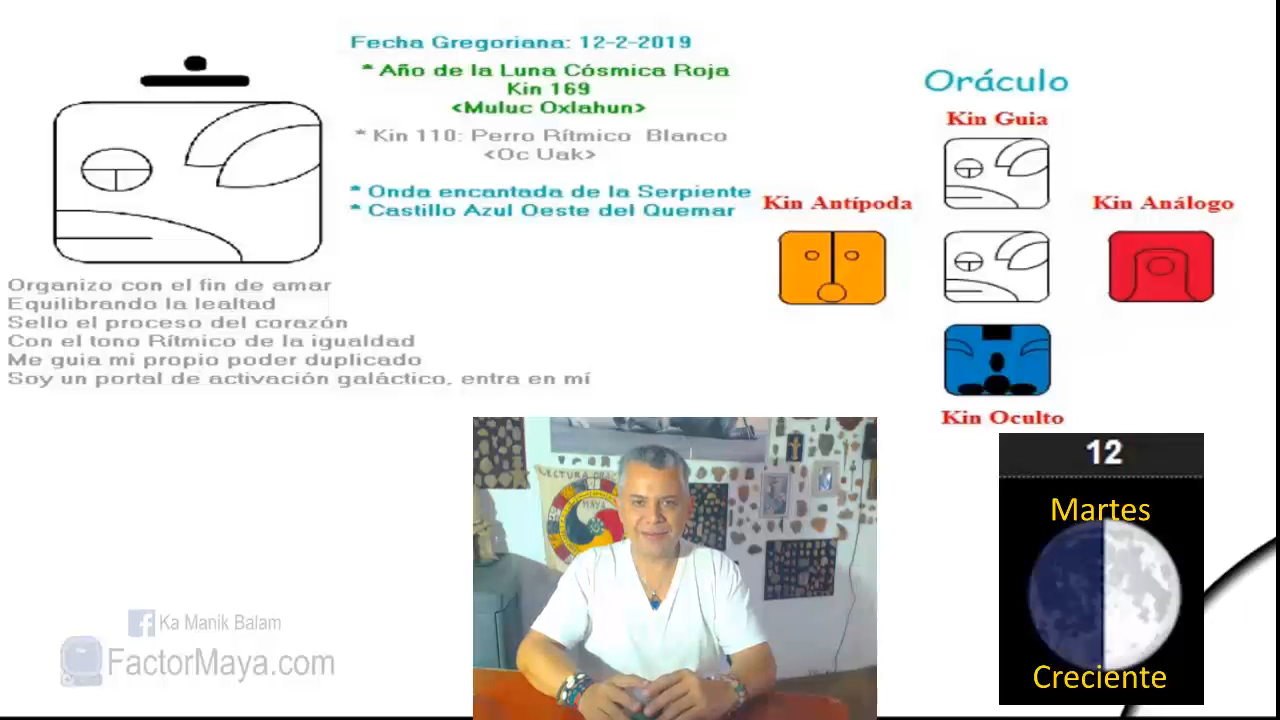 Fecha Gregoriana: 12-2-2019
* Año de la Luna Cósmica Roja
Kin 169
<Muluc Oxlahun>
* Kin 110: Perro Rítmico Blanco
<Oc Uak>
* Onda encantada de la Serpiente
* Castillo Azul Oeste del Quemar
Organizo con el fin de amar
Equilibrando la lealtad
Sello el proceso del corazón
Con el tono Rítmico de la igualdad
Me guia mi propio poder duplicado
Soy un portal de activación galáctico, entra en mí
Oráculo
Kin Guia
Kin Antípoda
Kin Análogo
Kin Oculto
12
Martes
Creciente
LECTURA
MAYA
Ka Manik Balam
FactorMaya.com